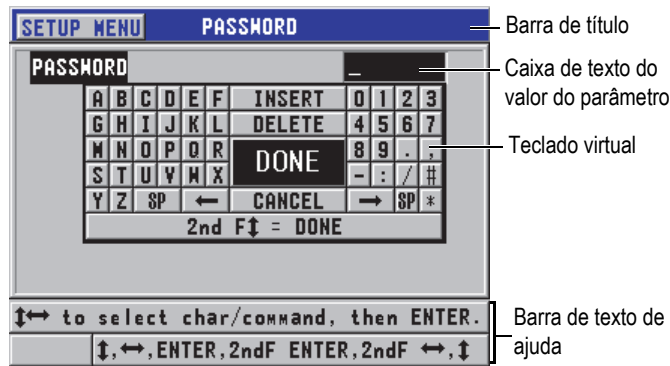 SETUP MENU PASSWORD
Barra de título
PASSWORD _
Caixa de texto do
valor do parâmetro
A B C D E F INSERT 0 1 2 3
G H I J K L DELETE 4 5 6 7
M N O P Q R DONE 8 9 . ,
Teclado virtual
S T U V W X - : / #
Y Z SP ← CANCEL → SP *
2nd F↕ = DONE
↕↔ to select char/command, then ENTER.
↕,↔,ENTER,2ndF ENTER,2ndF ↔,↕
Barra de texto de
ajuda